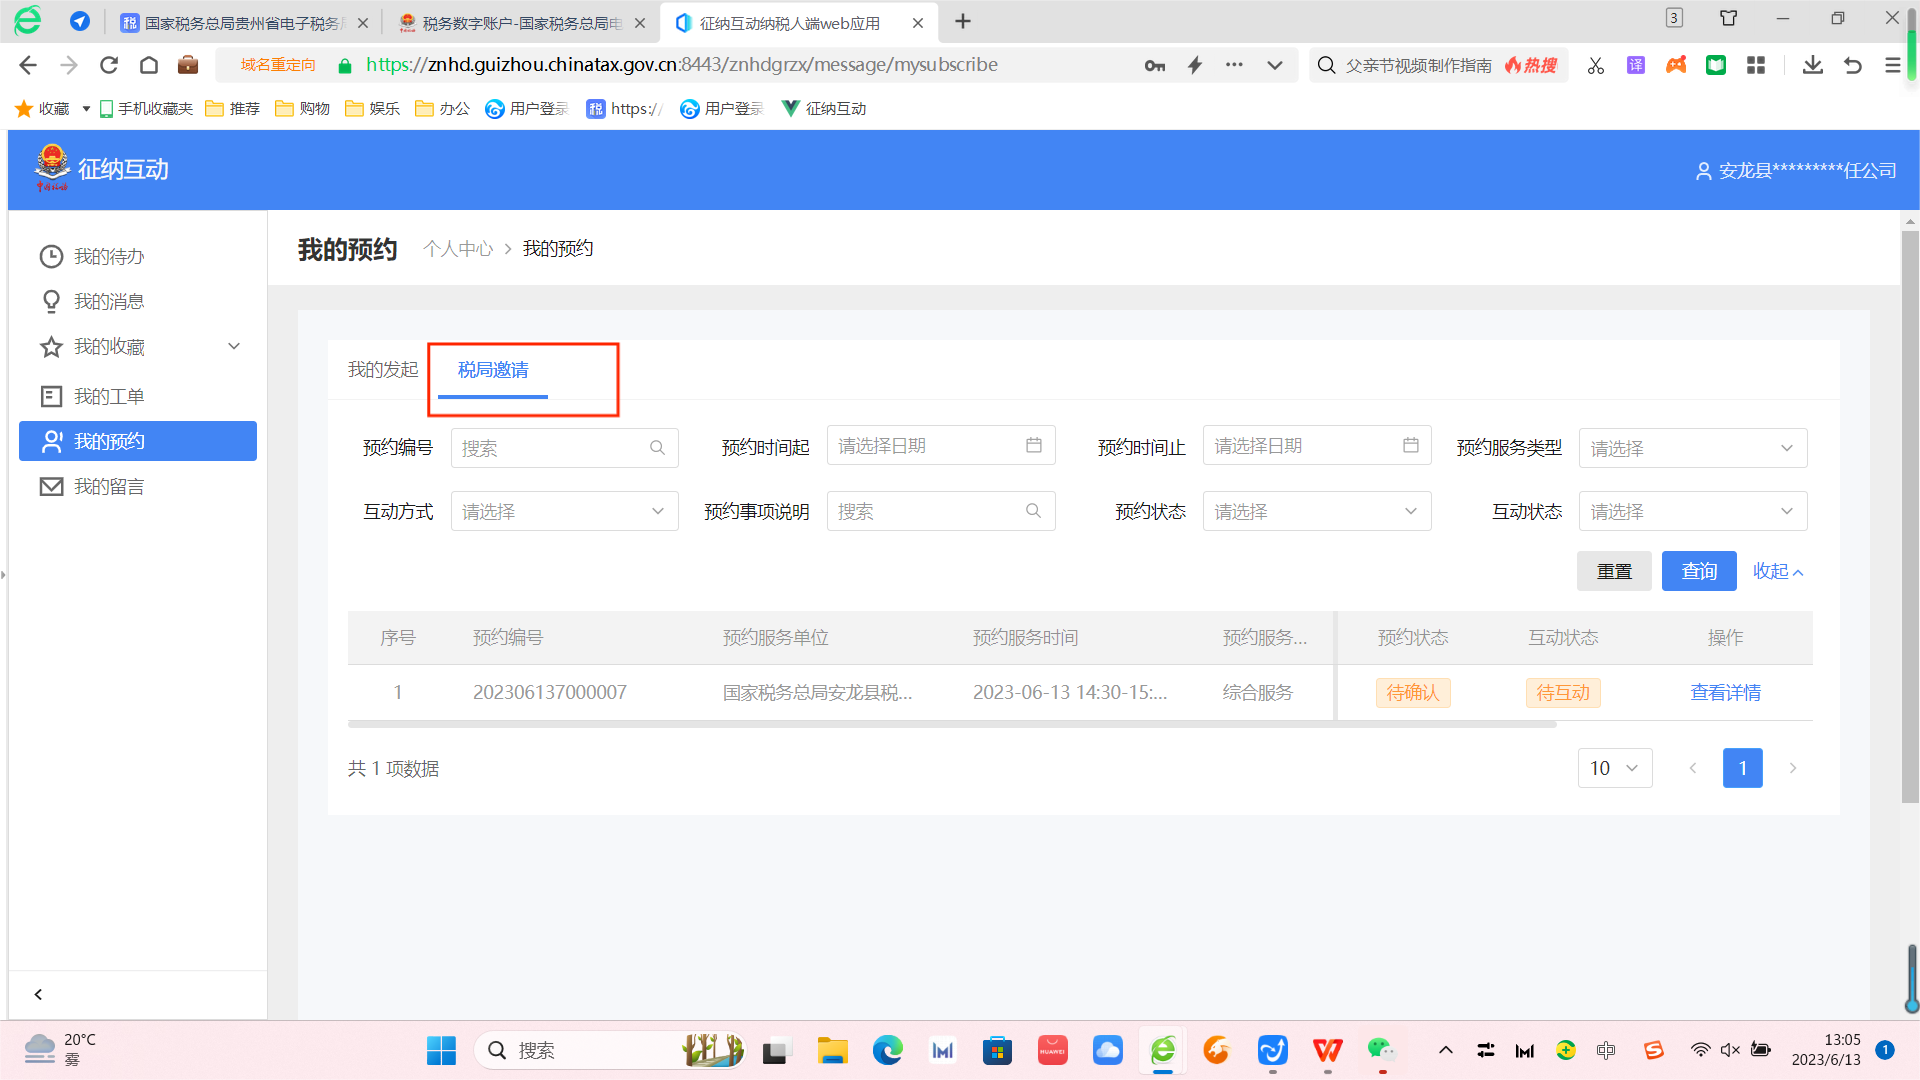 国家税务总局贵州省电子税务局
税务数字账户-国家税务总局电
征纳互动纳税人端web应用
3
域名重定向
https://znhd.guizhou.chinatax.gov.cn:8443/znhdgrzx/message/mysubscribe
父亲节视频制作指南
热搜
译
收藏
手机收藏夹
推荐
购物
娱乐
办公
用户登录
税
https://
用户登录
征纳互动
征纳互动
安龙县*********任公司
我的待办
我的消息
我的收藏
我的工单
我的预约
我的留言
我的预约
个人中心 > 我的预约
我的发起
税局邀请
预约编号 搜索
预约时间起 请选择日期
预约时间止 请选择日期
预约服务类型 请选择
互动方式 请选择
预约事项说明 搜索
预约状态 请选择
互动状态 请选择
重置 查询 收起
序号 预约编号 预约服务单位 预约服务时间 预约服务... 预约状态 互动状态 操作
1 202306137000007 国家税务总局安龙县税... 2023-06-13 14:30-15:... 综合服务 待确认 待互动 查看详情
共 1 项数据
10
1
20°C
雾
搜索
HUAWEI
中
13:05
2023/6/13
1